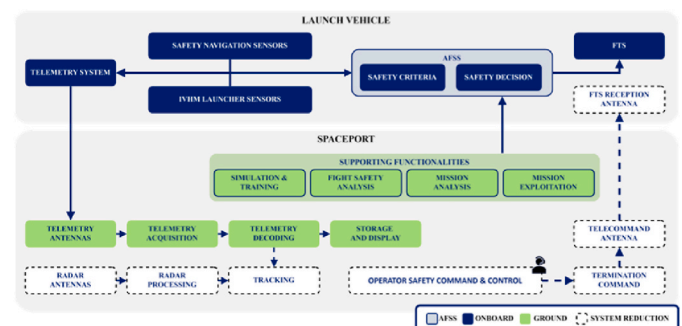 LAUNCH VEHICLE
SAFETY NAVIGATION SENSORS
AFSS
FTS
TELEMETRY SYSTEM
SAFETY CRITERIA
SAFETY DECISION
IVHM LAUNCHER SENSORS
FTS RECEPTION
ANTENNA
SPACEPORT
SUPPORTING FUNCTIONALITIES
SIMULATION &
TRAINING
FIGHT SAFETY
ANALYSIS
MISSION
ANALYSIS
MISSION
EXPLOITATION
TELEMETRY
ANTENNAS
TELEMETRY
ACQUISITION
TELEMETRY
DECODING
STORAGE
AND DISPLAY
TELECOMMAND
ANTENNA
RADAR
ANTENNAS
RADAR
PROCESSING
TRACKING
OPERATOR SAFETY COMMAND & CONTROL
TERMINATION
COMMAND
AFSS
ONBOARD
GROUND
SYSTEM REDUCTION